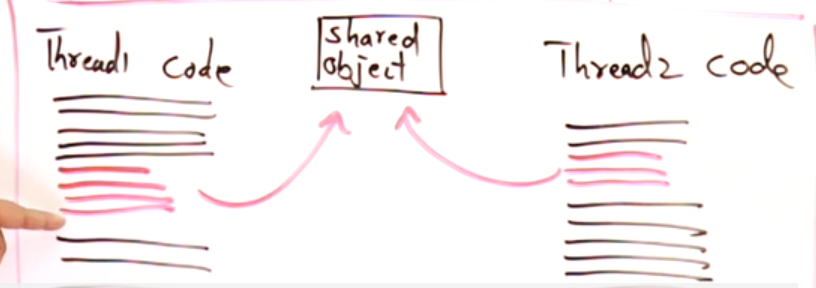 Thread1 code
shared
object
Thread2 code